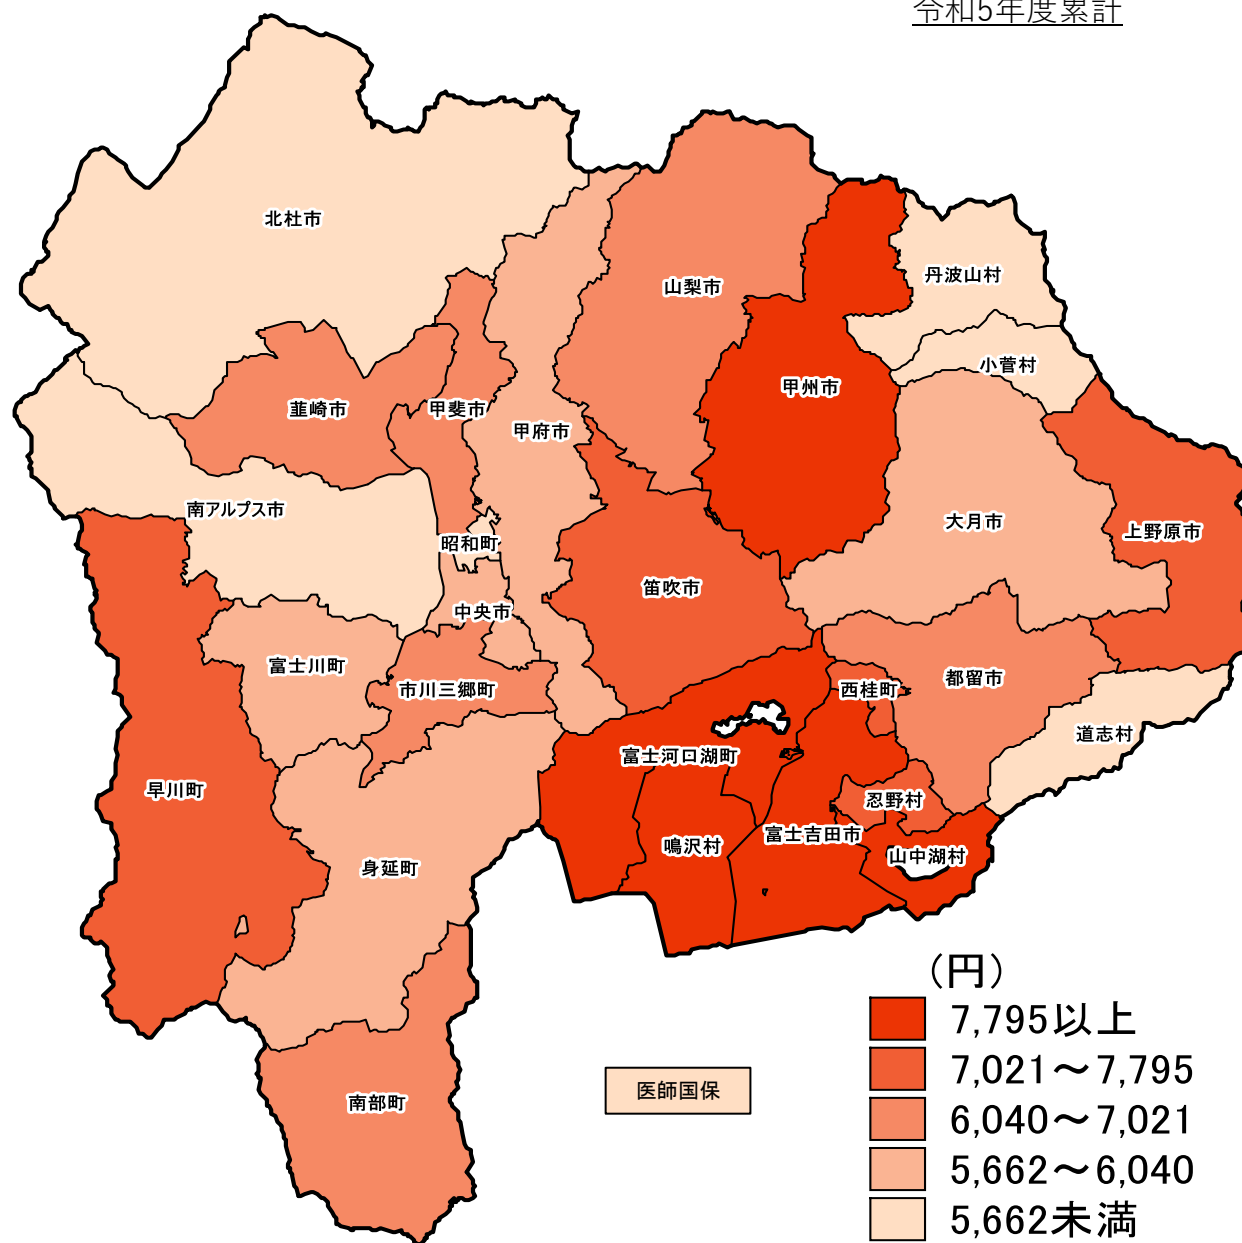 令和5年度累計
北杜市
丹波山村
山梨市
小菅村
甲州市
韮崎市
甲斐市
甲府市
南アルプス市
大月市
上野原市
昭和町
笛吹市
中央市
富士川町
市川三郷町
西桂町
都留市
道志村
富士河口湖町
早川町
忍野村
富士吉田市
鳴沢村
山中湖村
身延町
南部町
医師国保
(円)
7,795以上
7,021～7,795
6,040～7,021
5,662～6,040
5,662未満